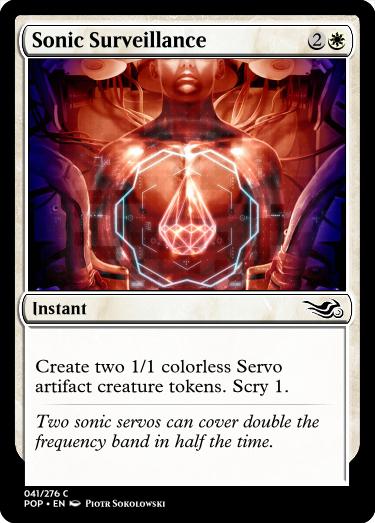 Sonic Surveillance 2
Instant
Create two 1/1 colorless Servo
artifact creature tokens. Scry 1.
Two sonic servos can cover double the
frequency band in half the time.
041/276 C
POP • EN Piotr Sokolowski